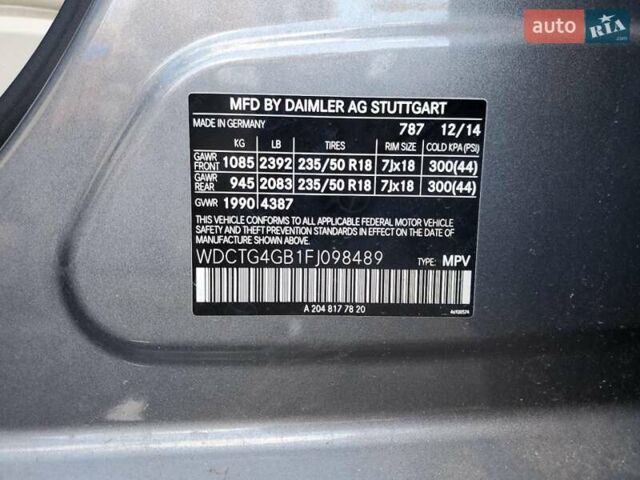 auto RIA.com
MFD BY DAIMLER AG STUTTGART
MADE IN GERMANY 787 12/14
KG LB TIRES RIM SIZE COLD KPA (PSI)
GAWR FRONT 1085 2392 235/50 R18 7Jx18 300(44)
GAWR REAR 945 2083 235/50 R18 7Jx18 300(44)
GVWR 1990 4387
THIS VEHICLE CONFORMS TO ALL APPLICABLE FEDERAL MOTOR VEHICLE
SAFETY AND THEFT PREVENTION STANDARDS IN EFFECT ON THE DATE
OF MANUFACTURE SHOWN ABOVE.
WDCTG4GB1FJ098489 TYPE: MPV
A 204 817 78 20